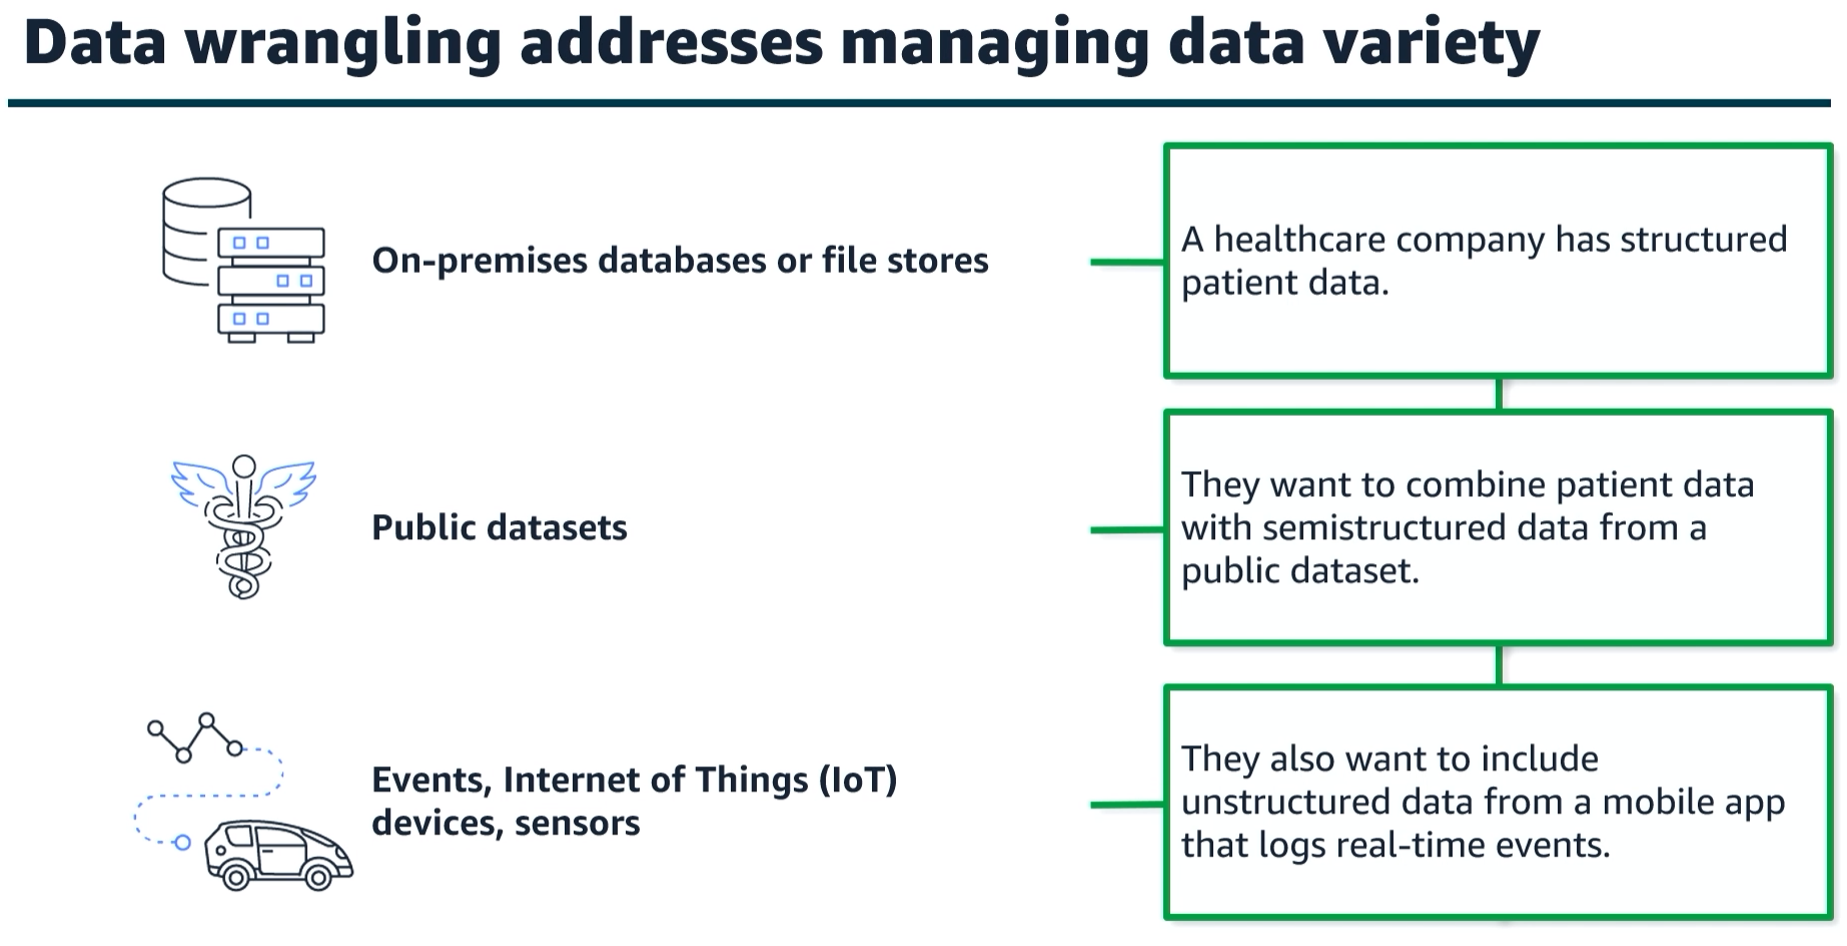 Data wrangling addresses managing data variety
On-premises databases or file stores
A healthcare company has structured
patient data.
Public datasets
They want to combine patient data
with semistructured data from a
public dataset.
Events, Internet of Things (IoT)
devices, sensors
They also want to include
unstructured data from a mobile app
that logs real-time events.